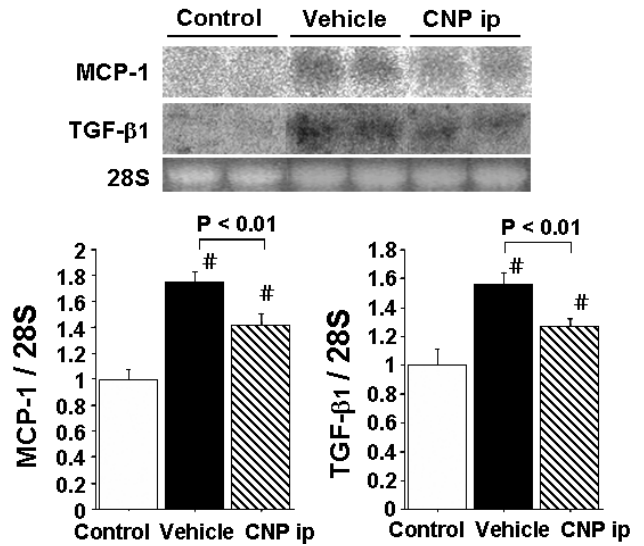 Control Vehicle CNP ip
MCP-1
TGF-β1
28S
P < 0.01
2
1.8
1.6
1.4
1.2
1
0.8
0.6
0.4
0.2
0
MCP-1 / 28S
#
#
Control Vehicle CNP ip
P < 0.01
1.8
1.6
1.4
1.2
1
0.8
0.6
0.4
0.2
0
TGF-β1 / 28S
#
#
Control Vehicle CNP ip